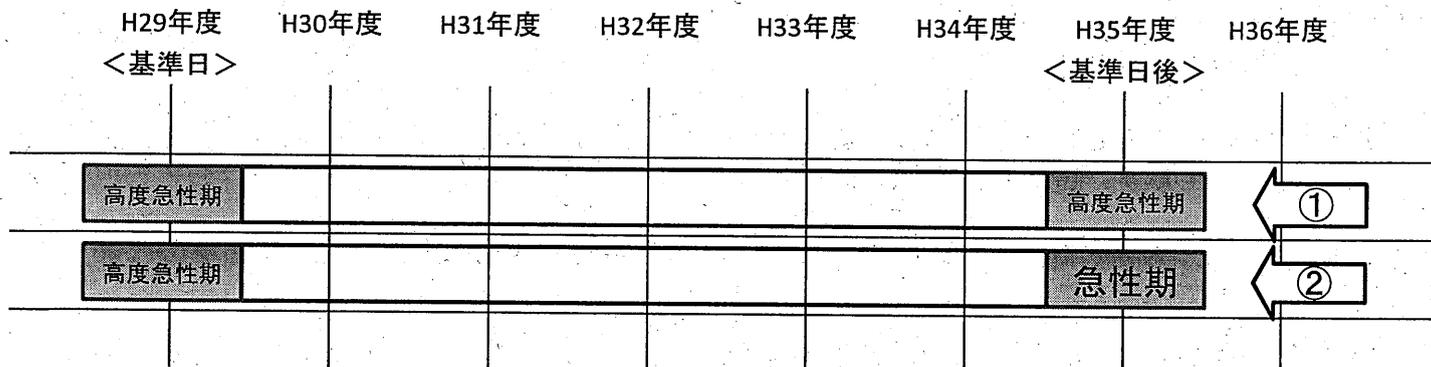 H29年度 H30年度 H31年度 H32年度 H33年度 H34年度 H35年度 H36年度
＜基準日＞ ＜基準日後＞
高度急性期 高度急性期 ①
高度急性期 急性期 ②